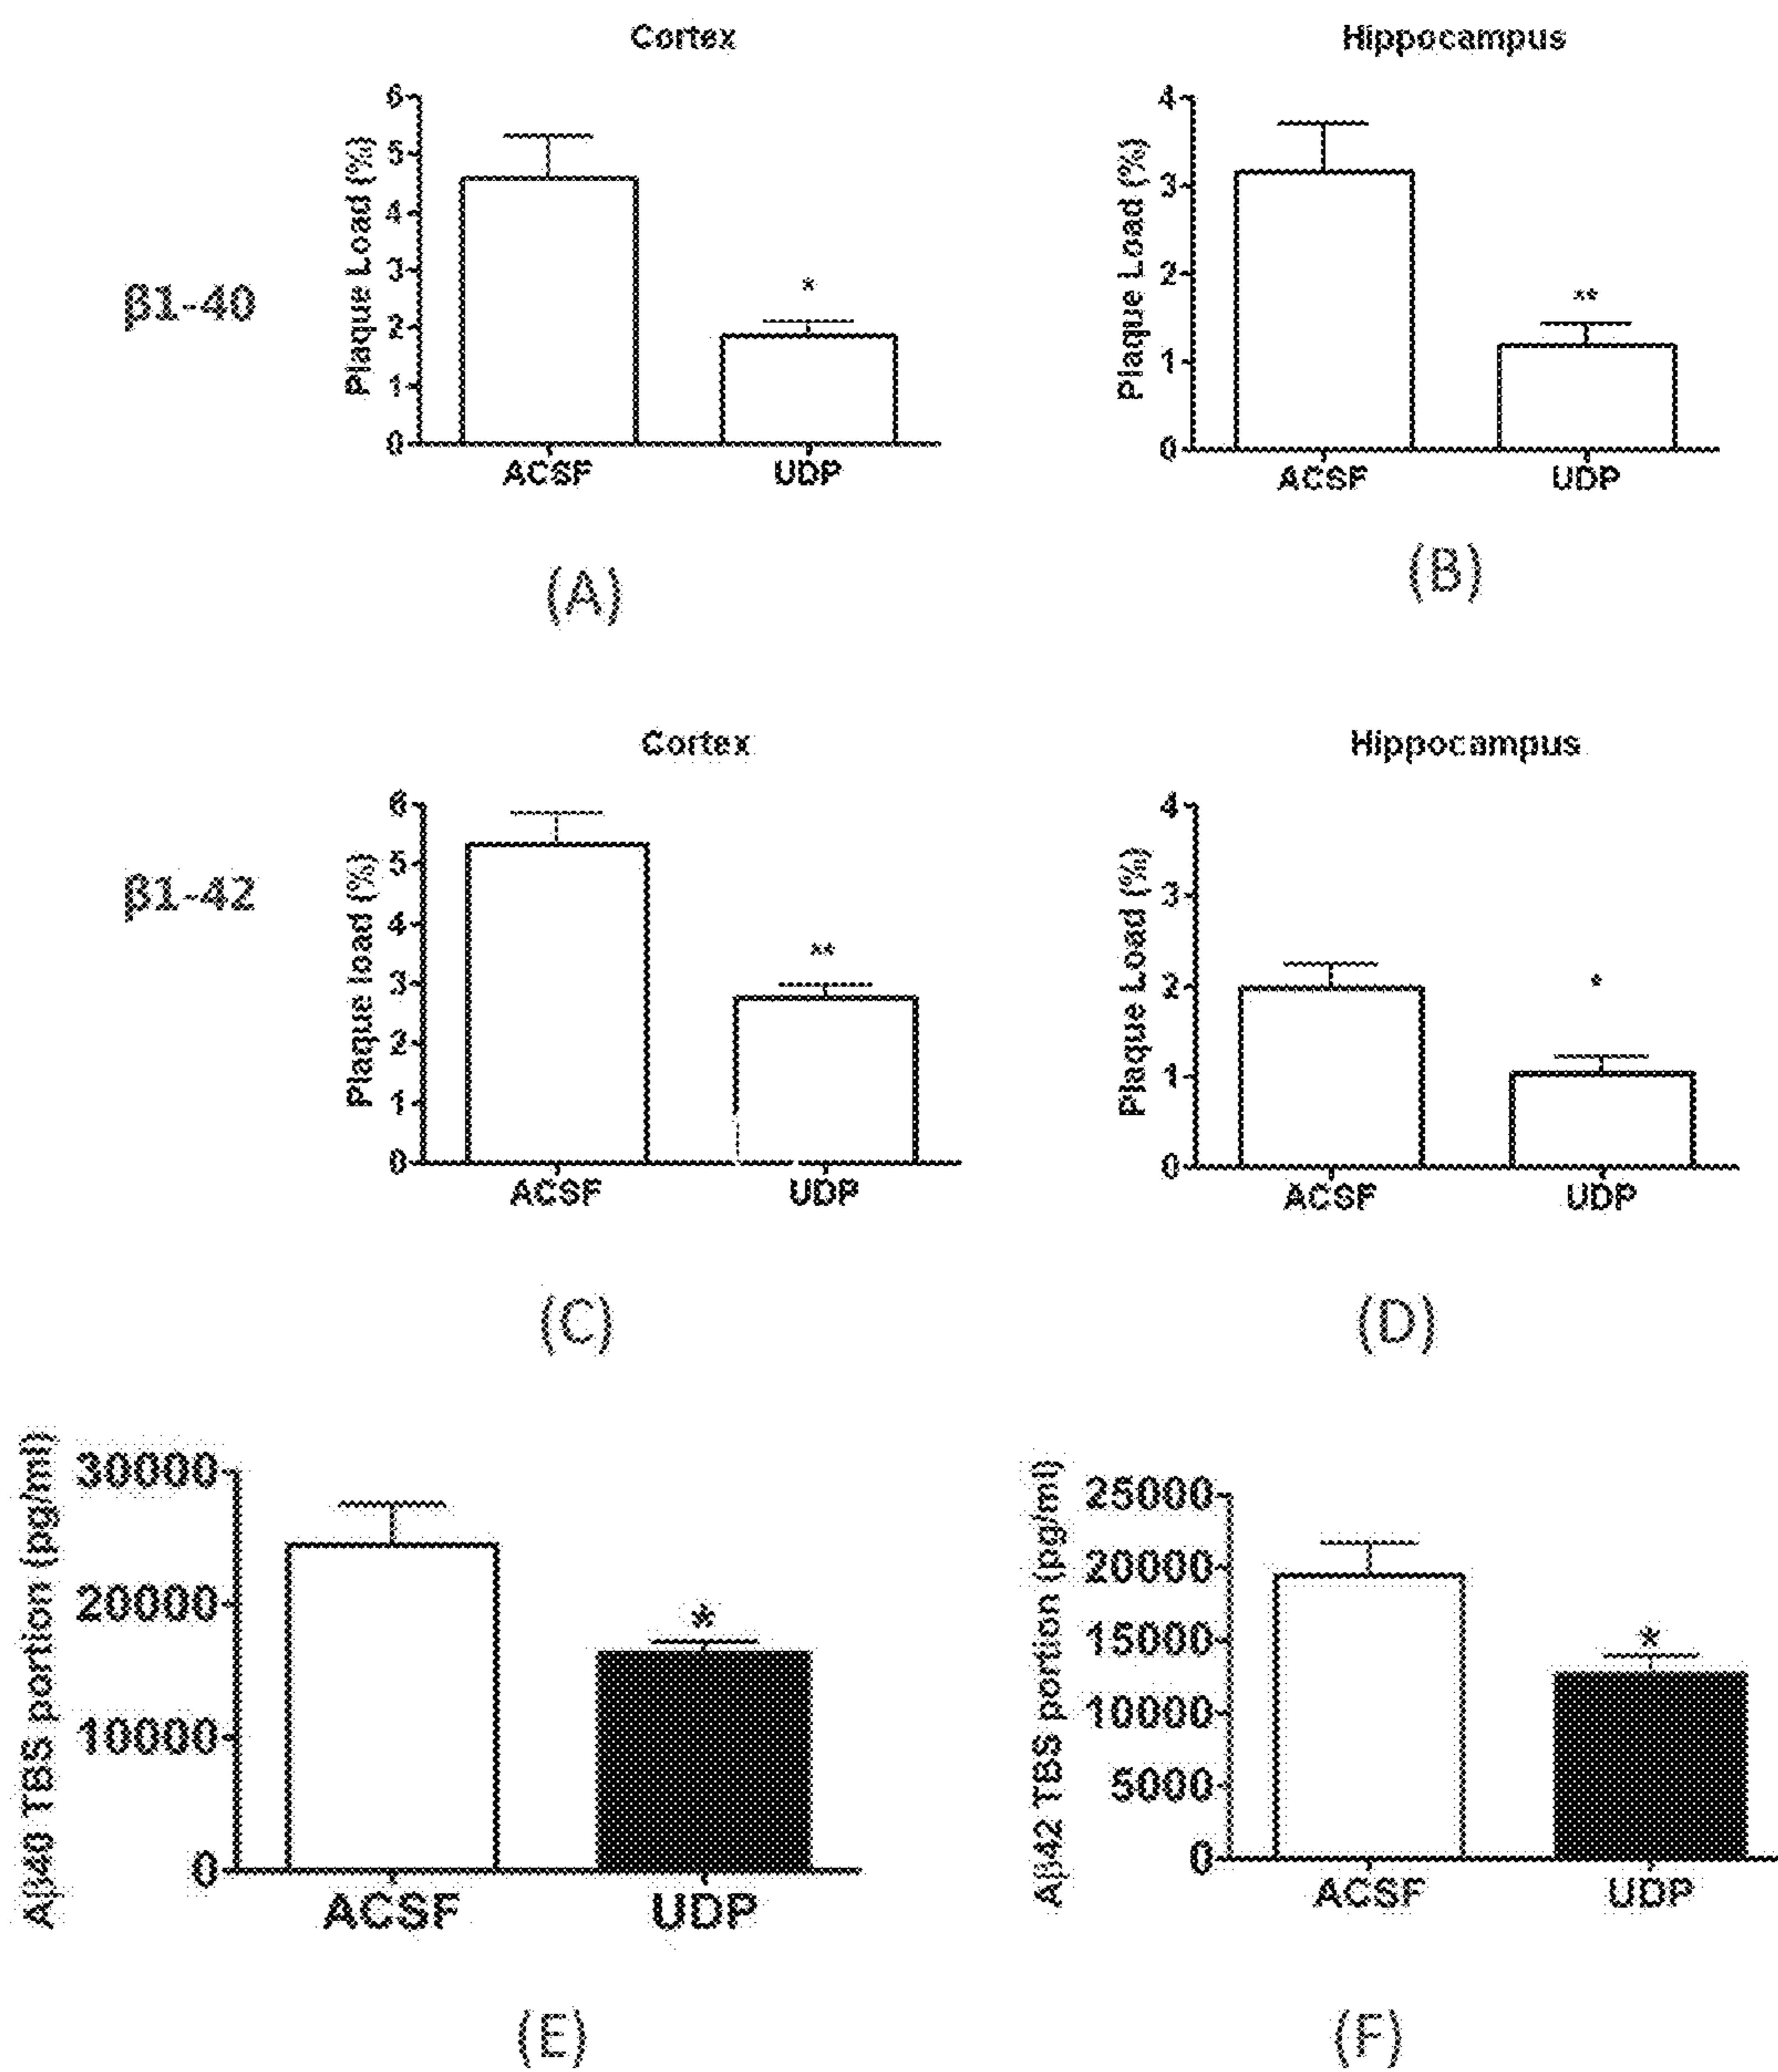 Cortex
Hippocampus
β1-40
Plaque Load (%)
6
5
4
3
2
1
0
*
ACSF
UDP
Plaque Load (%)
4
3
2
1
0
**
ACSF
UDP
(A)
(B)
Cortex
Hippocampus
β1-42
Plaque load (%)
6
5
4
3
2
1
0
**
ACSF
UDP
Plaque Load (%)
4
3
2
1
0
*
ACSF
UDP
(C)
(D)
Aβ40 TBS portion (pg/ml)
30000
20000
10000
0
*
ACSF
UDP
Aβ42 TBS portion (pg/ml)
25000
20000
15000
10000
5000
0
*
ACSF
UDP
(E)
(F)